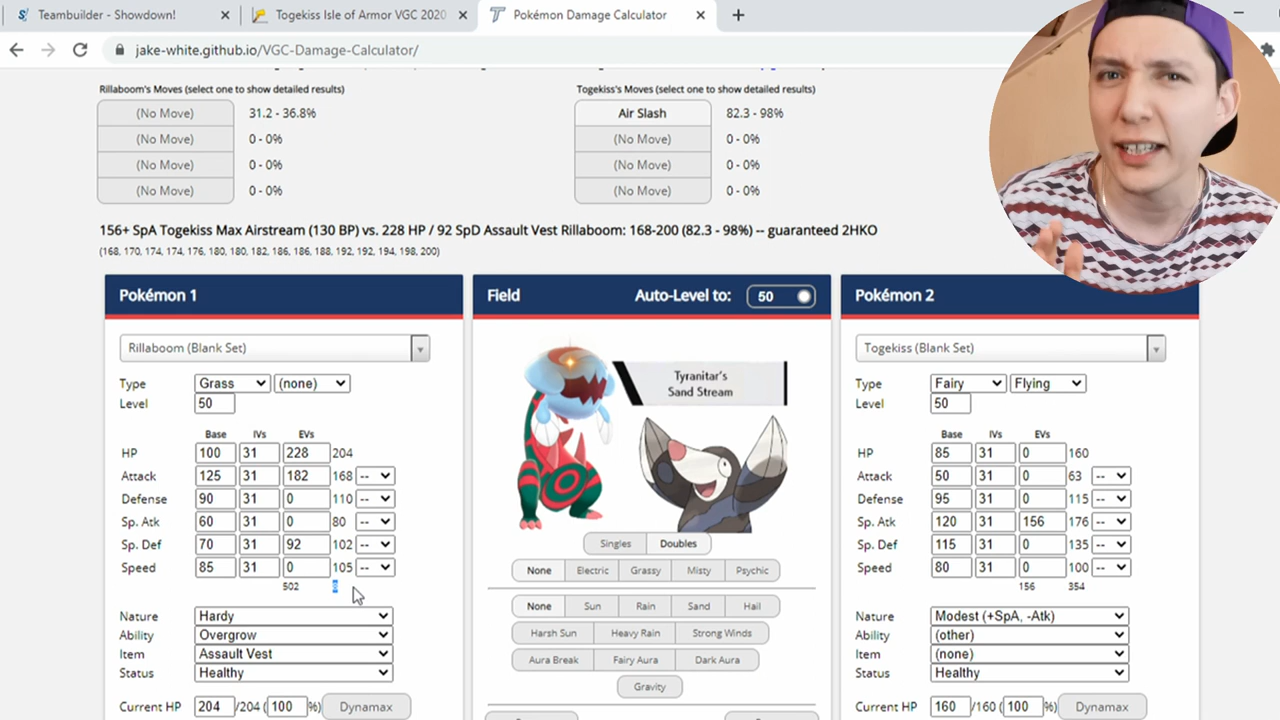 Teambuilder - Showdown!
Togekiss Isle of Armor VGC 2020
Pokémon Damage Calculator
jake-white.github.io/VGC-Damage-Calculator/
Rillaboom's Moves (select one to show detailed results)
(No Move) 31.2 - 36.8%
(No Move) 0 - 0%
(No Move) 0 - 0%
(No Move) 0 - 0%
Togekiss's Moves (select one to show detailed results)
Air Slash 82.3 - 98%
(No Move) 0 - 0%
(No Move) 0 - 0%
(No Move) 0 - 0%
156+ SpA Togekiss Max Airstream (130 BP) vs. 228 HP / 92 SpD Assault Vest Rillaboom: 168-200 (82.3 - 98%) -- guaranteed 2HKO
(168, 170, 174, 174, 176, 180, 180, 182, 186, 186, 188, 192, 192, 194, 198, 200)
Pokémon 1
Rillaboom (Blank Set)
Type Grass (none)
Level 50
Base IVs EVs
HP 100 31 228 204
Attack 125 31 182 168 --
Defense 90 31 0 110 --
Sp. Atk 60 31 0 80 --
Sp. Def 70 31 92 102 --
Speed 85 31 0 105 --
502
Nature Hardy
Ability Overgrow
Item Assault Vest
Status Healthy
Current HP 204 /204 ( 100 %) Dynamax
Field Auto-Level to: 50
Tyranitar's
Sand Stream
Singles Doubles
None Electric Grassy Misty Psychic
None Sun Rain Sand Hail
Harsh Sun Heavy Rain Strong Winds
Aura Break Fairy Aura Dark Aura
Gravity
Pokémon 2
Togekiss (Blank Set)
Type Fairy Flying
Level 50
Base IVs EVs
HP 85 31 0 160
Attack 50 31 0 63 --
Defense 95 31 0 115 --
Sp. Atk 120 31 156 176 --
Sp. Def 115 31 0 135 --
Speed 80 31 0 100 --
156 354
Nature Modest (+SpA, -Atk)
Ability (other)
Item (none)
Status Healthy
Current HP 160 /160 ( 100 %) Dynamax